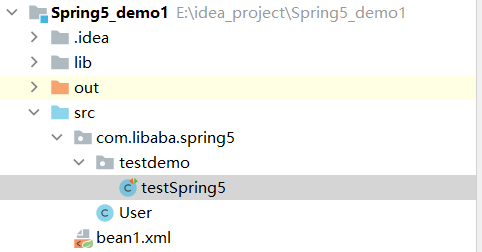 Spring5_demo1 E:\idea_project\Spring5_demo1
.idea
lib
out
src
com.libaba.spring5
testdemo
testSpring5
User
bean1.xml